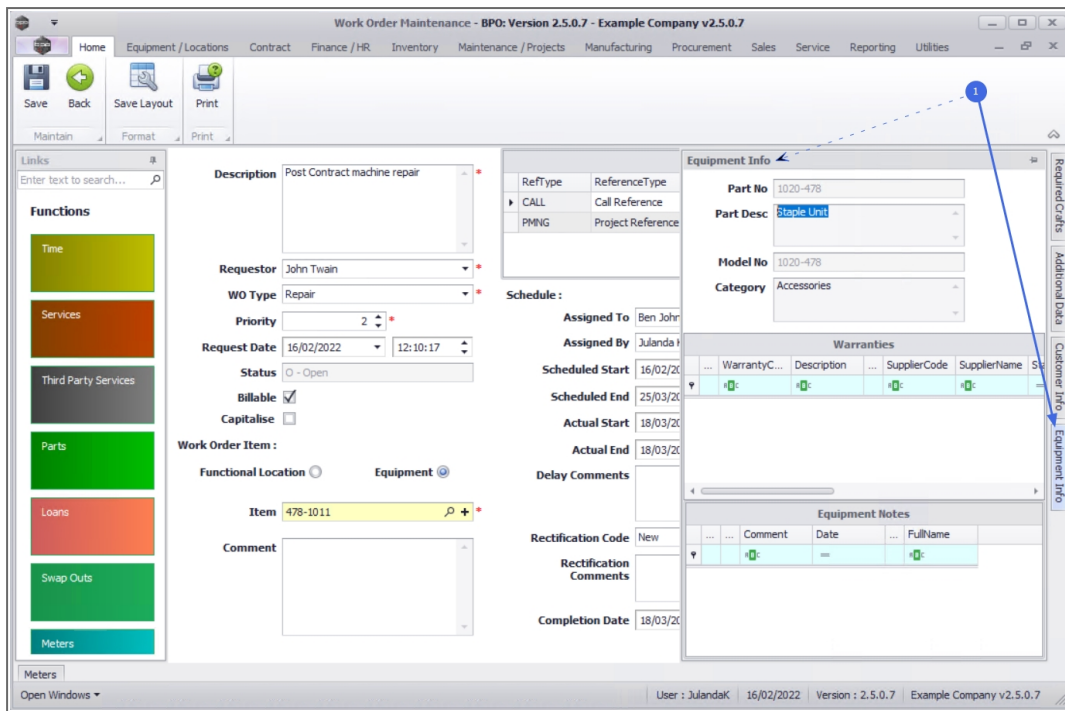 Work Order Maintenance - BPO: Version 2.5.0.7 - Example Company v2.5.0.7
Home Equipment / Locations Contract Finance / HR Inventory Maintenance / Projects Manufacturing Procurement Sales Service Reporting Utilities
Save Back Save Layout Print
Maintain Format Print
1
Links
Enter text to search...
Functions
Time
Services
Third Party Services
Parts
Loans
Swap Outs
Meters
Description Post Contract machine repair *
Requestor John Twain *
WO Type Repair *
Priority 2 *
Request Date 16/02/2022 12:10:17
Status O - Open
Billable
Capitalise
Work Order Item :
Functional Location Equipment
Item 478-1011 *
Comment
RefType ReferenceType
CALL Call Reference
PMNG Project Reference
Schedule :
Assigned To Ben John
Assigned By Julanda
Scheduled Start 16/02/20
Scheduled End 25/03/20
Actual Start 18/03/20
Actual End 18/03/20
Delay Comments
Rectification Code New
Rectification
Comments
Completion Date 18/03/20
Equipment Info
Part No 1020-478
Part Desc Staple Unit
Model No 1020-478
Category Accessories
Warranties
... WarrantyC... Description ... SupplierCode SupplierName Sta
Equipment Notes
... ... Comment Date ... FullName
Required Crafts
Additional Data
Customer Info
Equipment Info
Meters
Open Windows
User : JulandaK 16/02/2022 Version : 2.5.0.7 Example Company v2.5.0.7